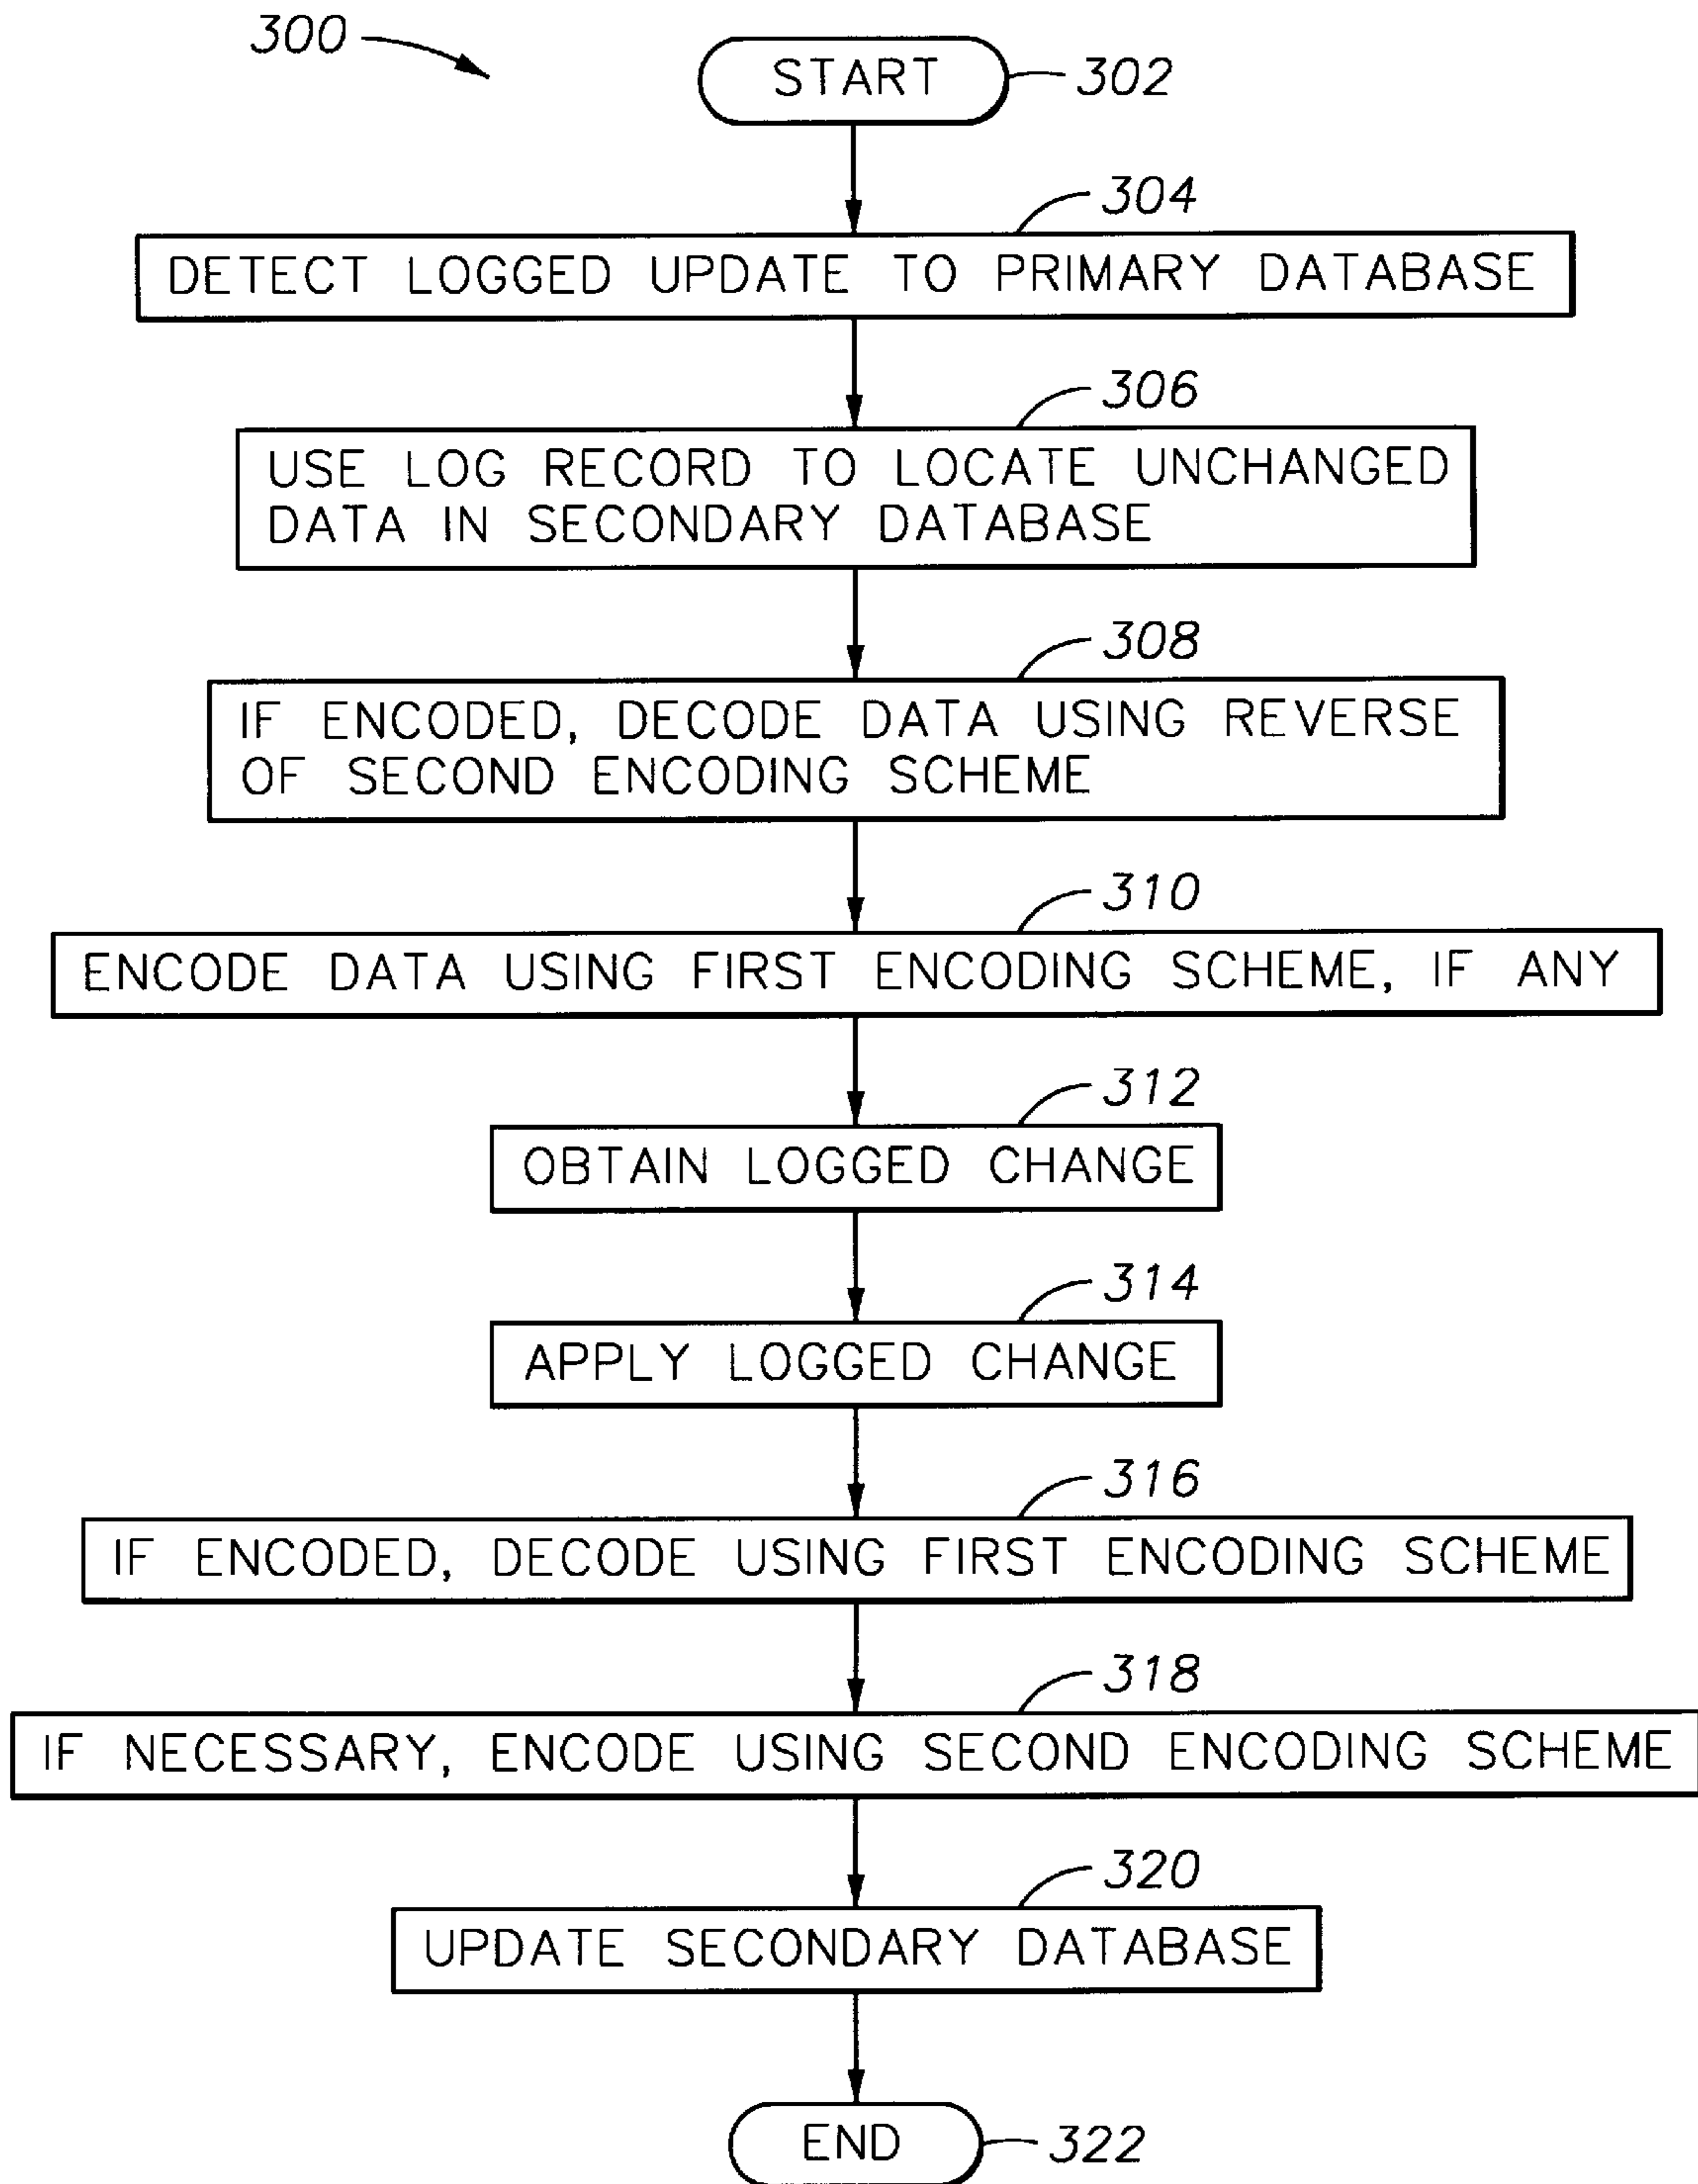 300
START
302
304
DETECT LOGGED UPDATE TO PRIMARY DATABASE
306
USE LOG RECORD TO LOCATE UNCHANGED
DATA IN SECONDARY DATABASE
308
IF ENCODED, DECODE DATA USING REVERSE
OF SECOND ENCODING SCHEME
310
ENCODE DATA USING FIRST ENCODING SCHEME, IF ANY
312
OBTAIN LOGGED CHANGE
314
APPLY LOGGED CHANGE
316
IF ENCODED, DECODE USING FIRST ENCODING SCHEME
318
IF NECESSARY, ENCODE USING SECOND ENCODING SCHEME
320
UPDATE SECONDARY DATABASE
END
322